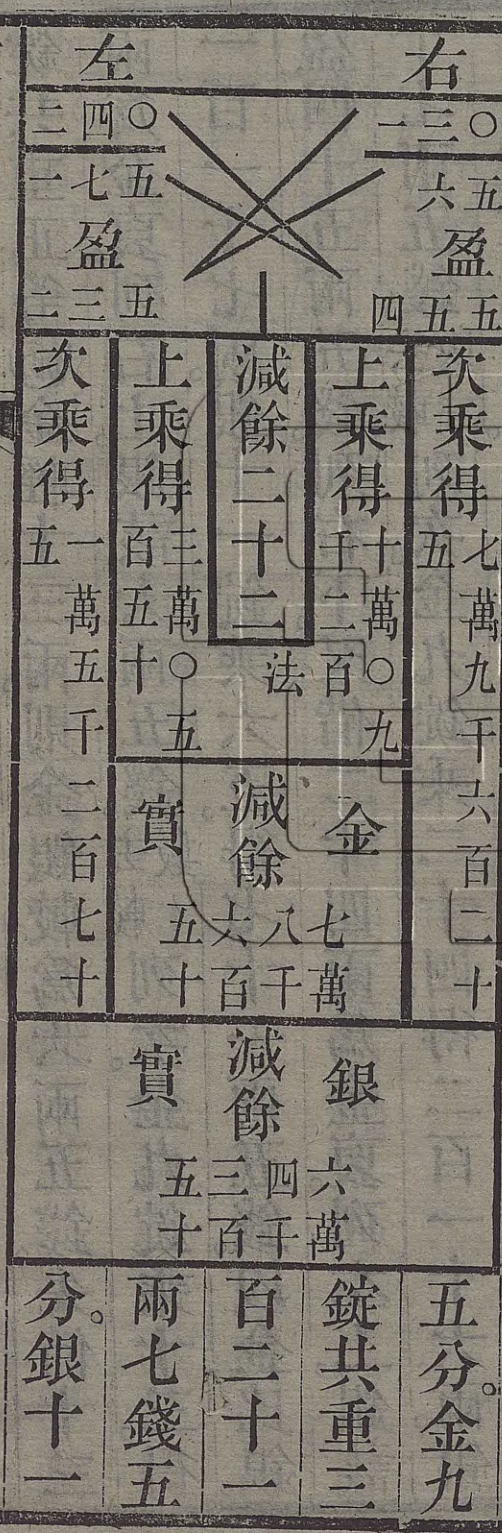 右
一三〇
六五
盈
四五五
左
二四〇
一七五
盈
二三五
次乘得七萬九千六百二十五
上乘得十萬〇九千二百
減餘二十二
法
上乘得三萬〇五百五十
次乘得一萬五千二百七十五
金
減餘
實
七萬八千六百五十
銀
減餘
實
六萬四千三百五十
五分。金九
錠共重三
百二十一
兩七錢五
分。銀十一